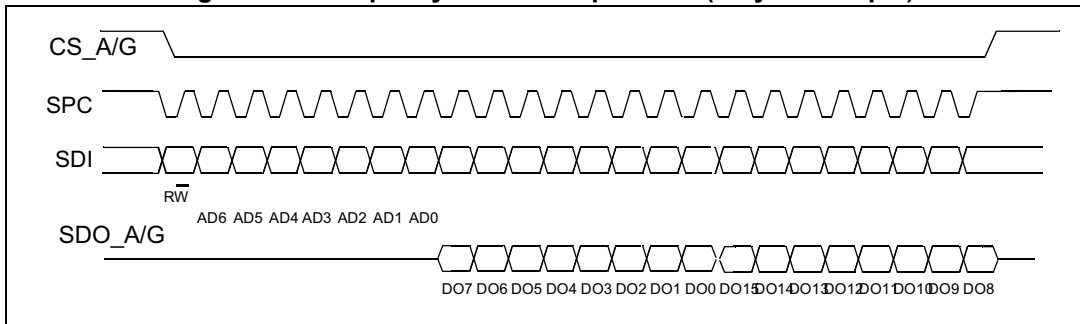 CS_A/G
SPC
SDI
RW
AD6 AD5 AD4 AD3 AD2 AD1 AD0
SDO_A/G
DO7 DO6 DO5 DO4 DO3 DO2 DO1 DO0 DO15 DO14 DO13 DO12 DO11 DO10 DO9 DO8